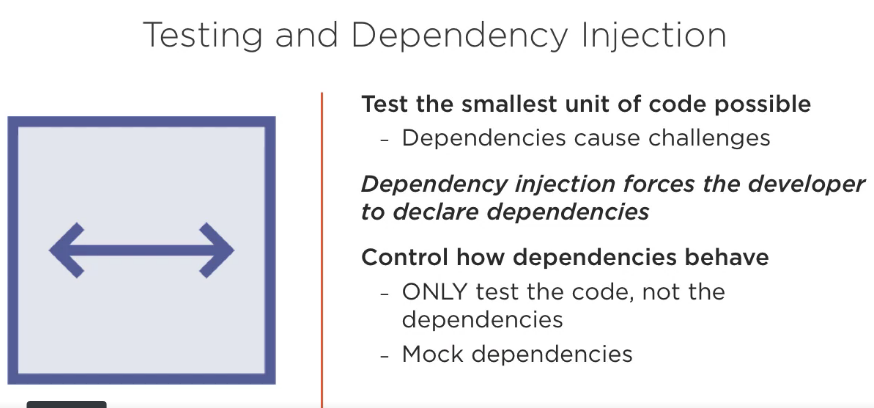 Testing and Dependency Injection
Test the smallest unit of code possible
- Dependencies cause challenges
Dependency injection forces the developer
to declare dependencies
Control how dependencies behave
- ONLY test the code, not the
dependencies
- Mock dependencies